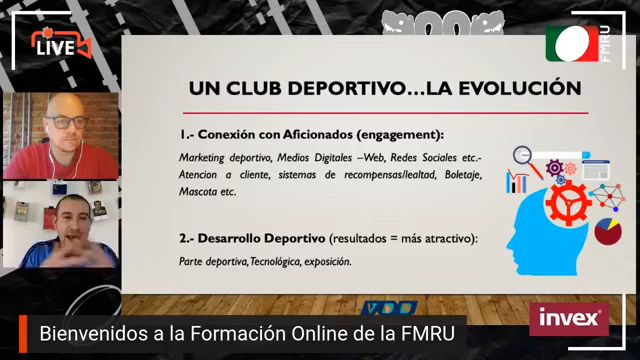 LIVE
FMRU
UN CLUB DEPORTIVO...LA EVOLUCIÓN
1.- Conexión con Aficionados (engagement):
Marketing deportivo, Medios Digitales –Web, Redes Sociales etc.-
Atencion a cliente, sistemas de recompensas/lealtad, Boletaje,
Mascota etc.
2.- Desarrollo Deportivo (resultados = más atractivo):
Parte deportiva, Tecnológica, exposición.
invex
Bienvenidos a la Formación Online de la FMRU